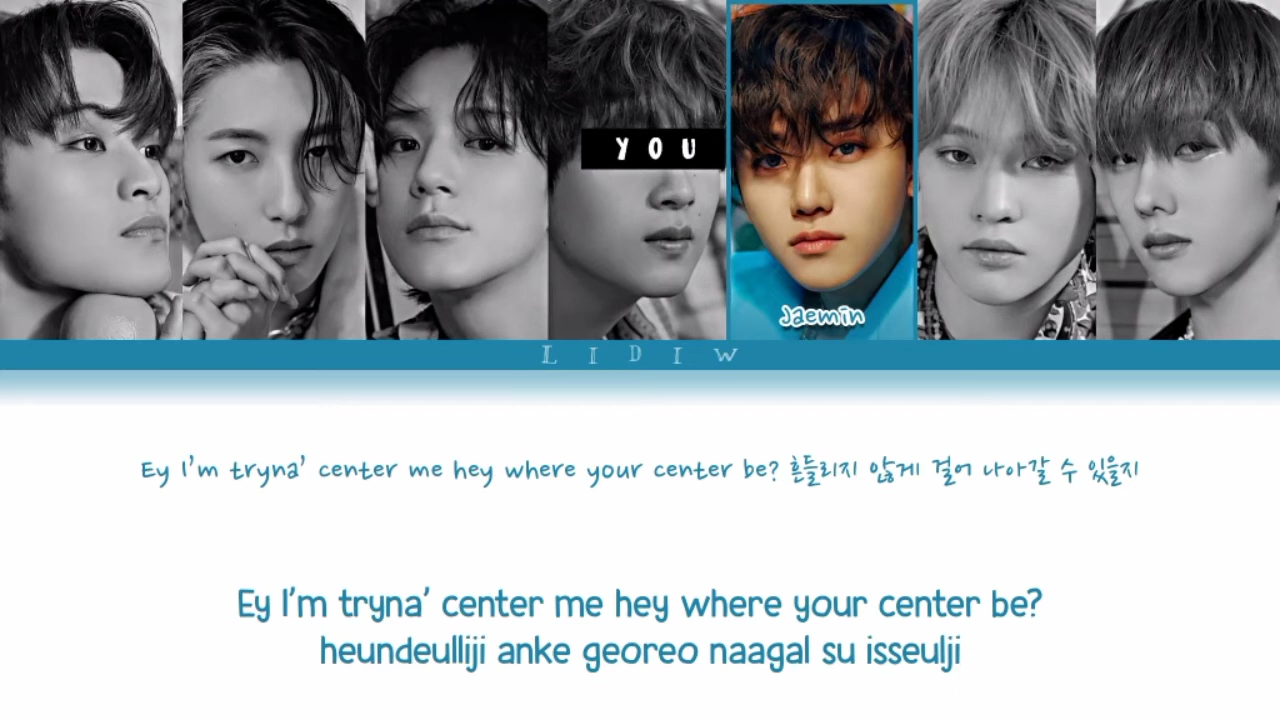 YOU
Jaemin
LIDIW
Ey I'm tryna' center me hey where your center be? 흔들리지 않게 걸어 나아갈 수 있을지
Ey I'm tryna' center me hey where your center be?
heundeulliji anke georeo naagal su isseulji